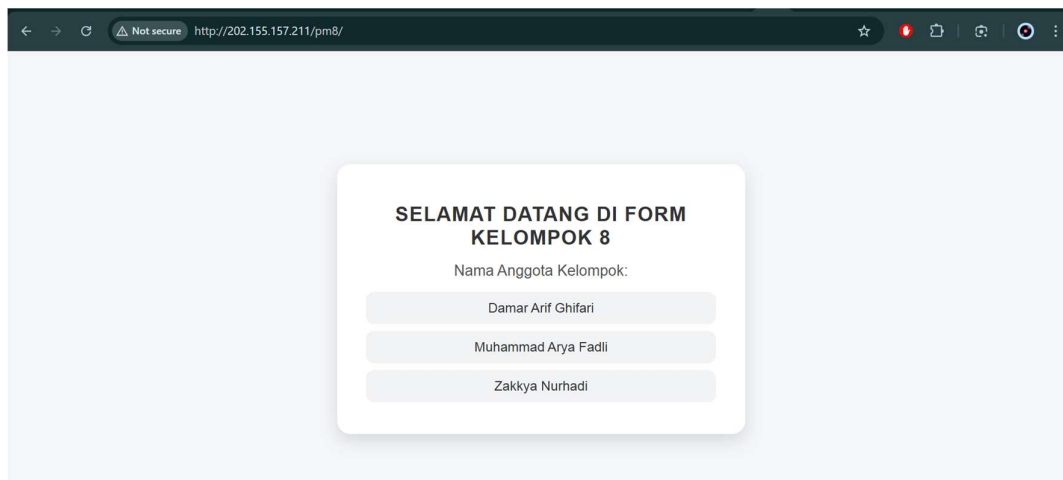 Not secure http://202.155.157.211/pm8/
SELAMAT DATANG DI FORM
KELOMPOK 8
Nama Anggota Kelompok:
Damar Arif Ghifari
Muhammad Arya Fadli
Zakkya Nurhadi